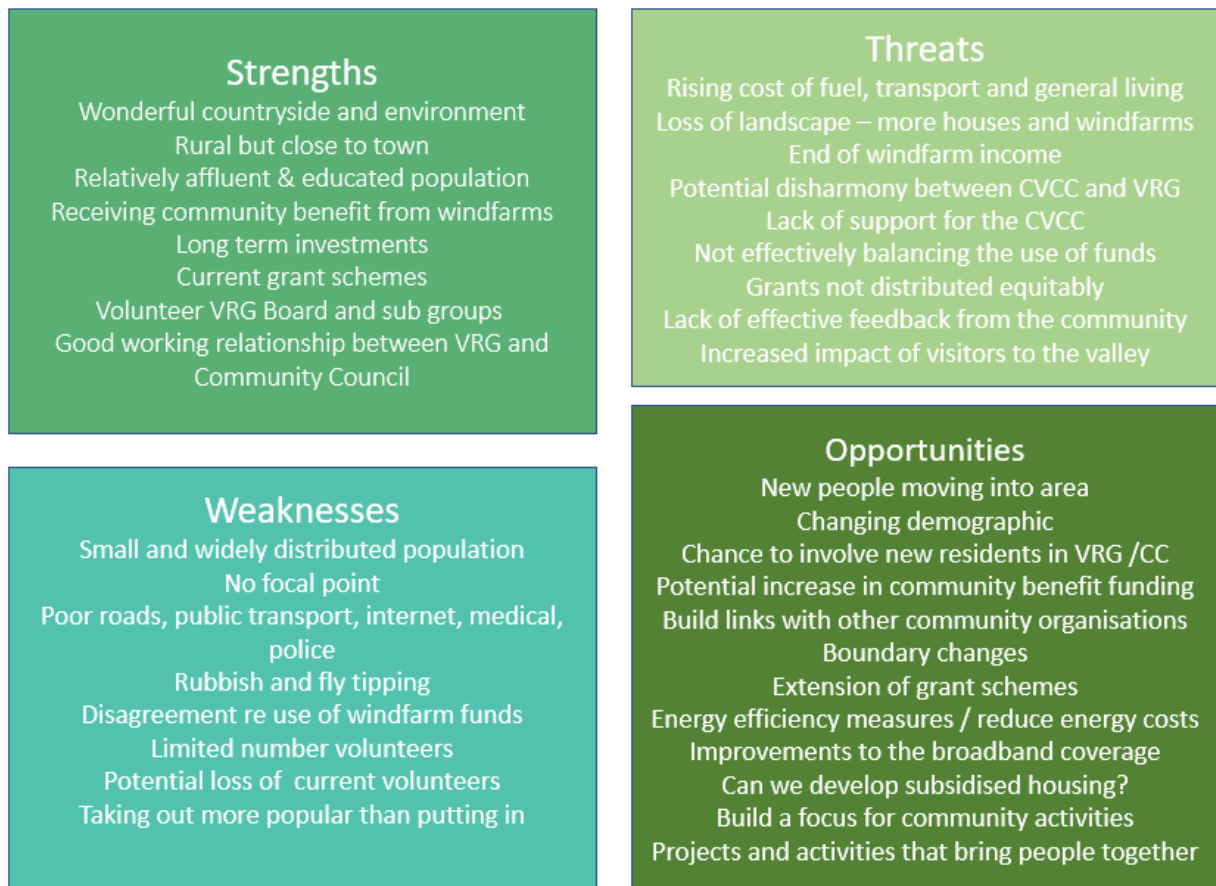 Strengths
Wonderful countryside and environment
Rural but close to town
Relatively affluent & educated population
Receiving community benefit from windfarms
Long term investments
Current grant schemes
Volunteer VRG Board and sub groups
Good working relationship between VRG and
Community Council
Threats
Rising cost of fuel, transport and general living
Loss of landscape – more houses and windfarms
End of windfarm income
Potential disharmony between CVCC and VRG
Lack of support for the CVCC
Not effectively balancing the use of funds
Grants not distributed equitably
Lack of effective feedback from the community
Increased impact of visitors to the valley
Weaknesses
Small and widely distributed population
No focal point
Poor roads, public transport, internet, medical,
police
Rubbish and fly tipping
Disagreement re use of windfarm funds
Limited number volunteers
Potential loss of  current volunteers
Taking out more popular than putting in
Opportunities
New people moving into area
Changing demographic
Chance to involve new residents in VRG /CC
Potential increase in community benefit funding
Build links with other community organisations
Boundary changes
Extension of grant schemes
Energy efficiency measures / reduce energy costs
Improvements to the broadband coverage
Can we develop subsidised housing?
Build a focus for community activities
Projects and activities that bring people together